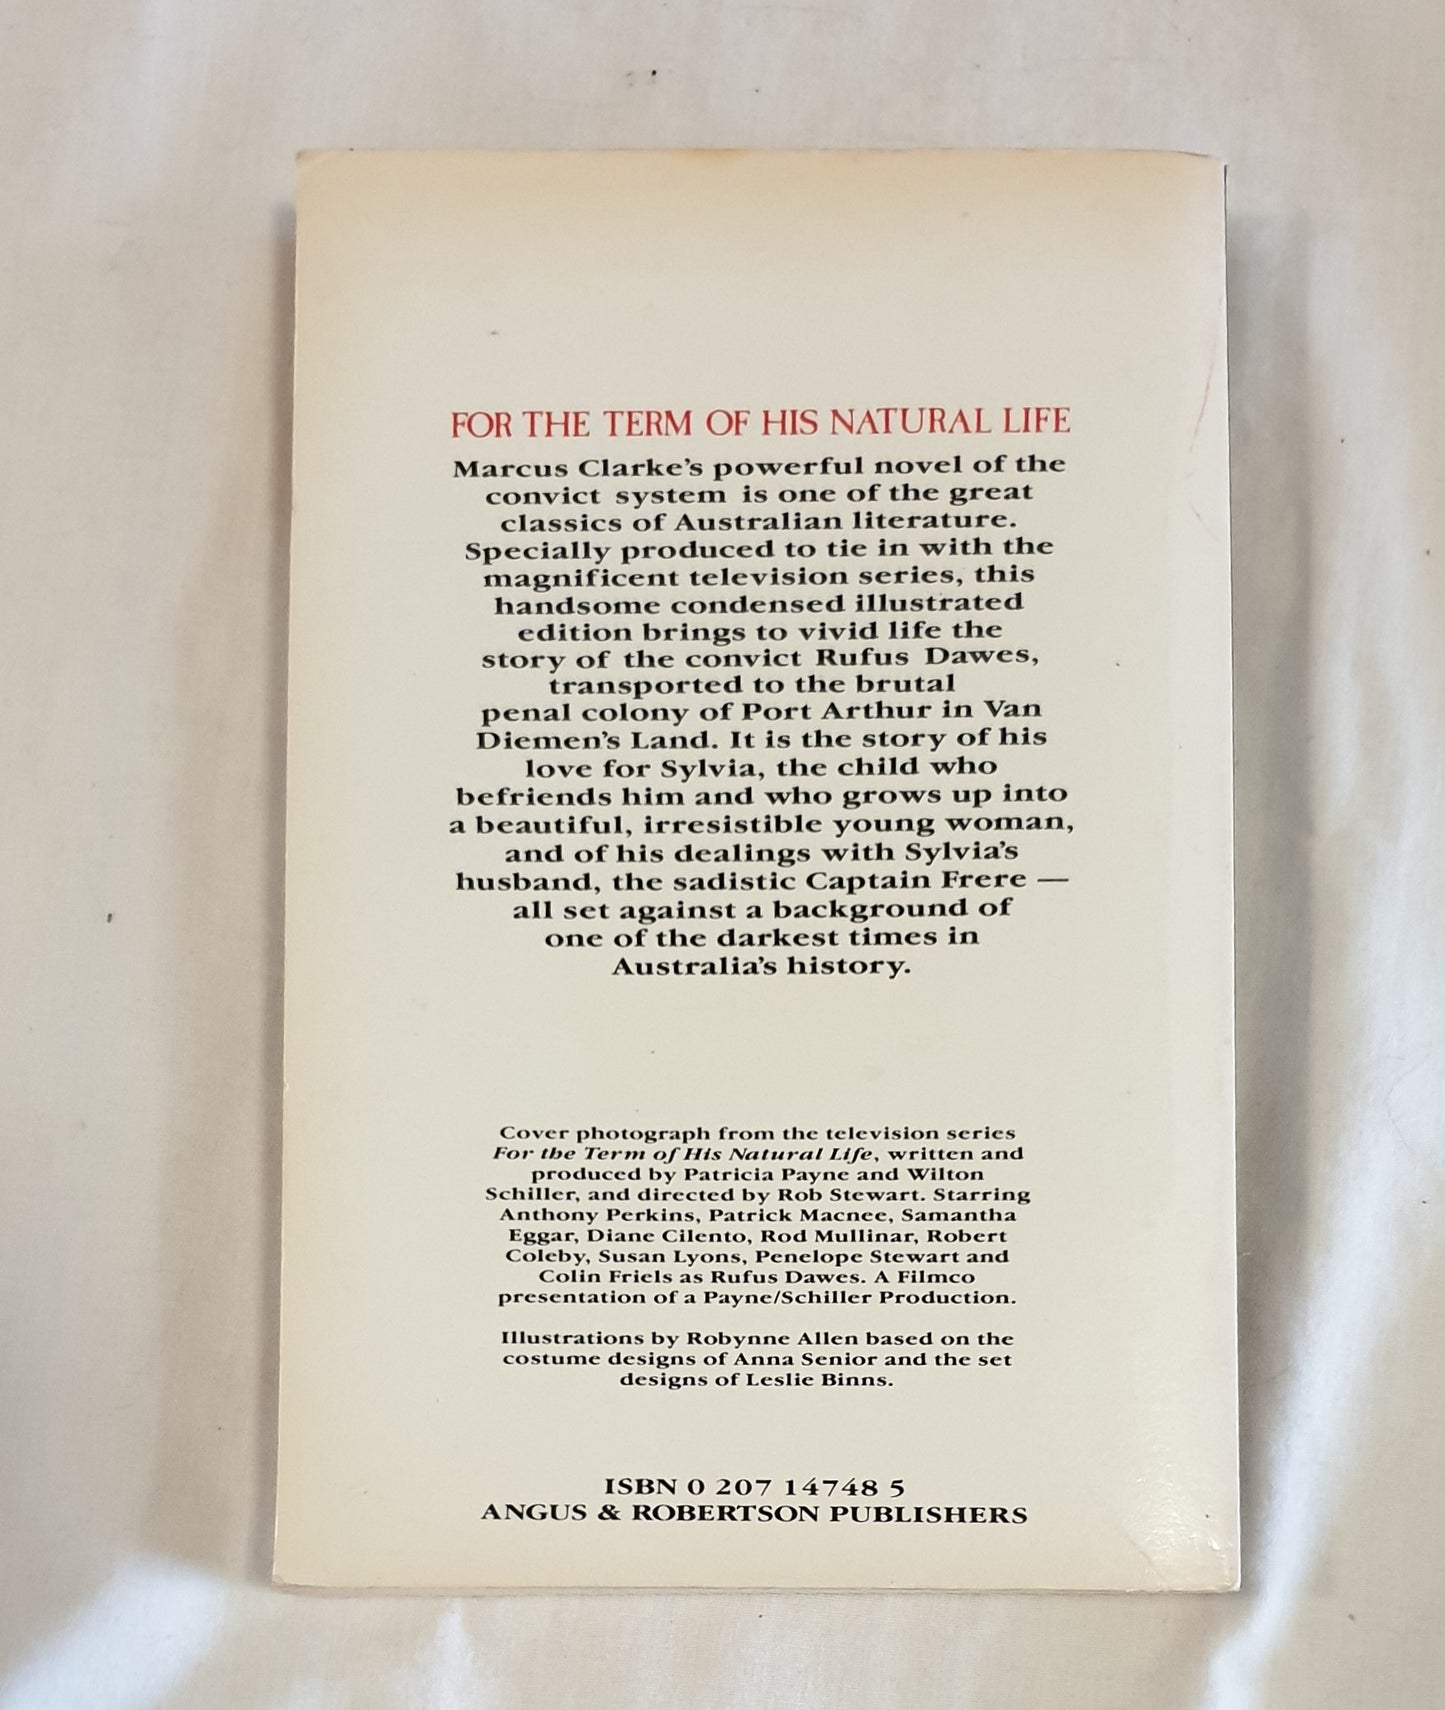 FOR THE TERM OF HIS NATURAL LIFE
Marcus Clarke's powerful novel of the
convict system is one of the great
classics of Australian literature.
Specially produced to tie in with the
magnificent television series, this
handsome condensed illustrated
edition brings to vivid life the
story of the convict Rufus Dawes,
transported to the brutal
penal colony of Port Arthur in Van
Diemen's Land. It is the story of his
love for Sylvia, the child who
befriends him and who grows up into
a beautiful, irresistible young woman,
and of his dealings with Sylvia's
husband, the sadistic Captain Frere —
all set against a background of
one of the darkest times in
Australia's history.
Cover photograph from the television series
For the Term of His Natural Life, written and
produced by Patricia Payne and Wilton
Schiller, and directed by Rob Stewart. Starring
Anthony Perkins, Patrick Macnee, Samantha
Eggar, Diane Cilento, Rod Mullinar, Robert
Coleby, Susan Lyons, Penelope Stewart and
Colin Friels as Rufus Dawes. A Filmco
presentation of a Payne/Schiller Production.
Illustrations by Robynne Allen based on the
costume designs of Anna Senior and the set
designs of Leslie Binns.
ISBN 0 207 14748 5
ANGUS & ROBERTSON PUBLISHERS